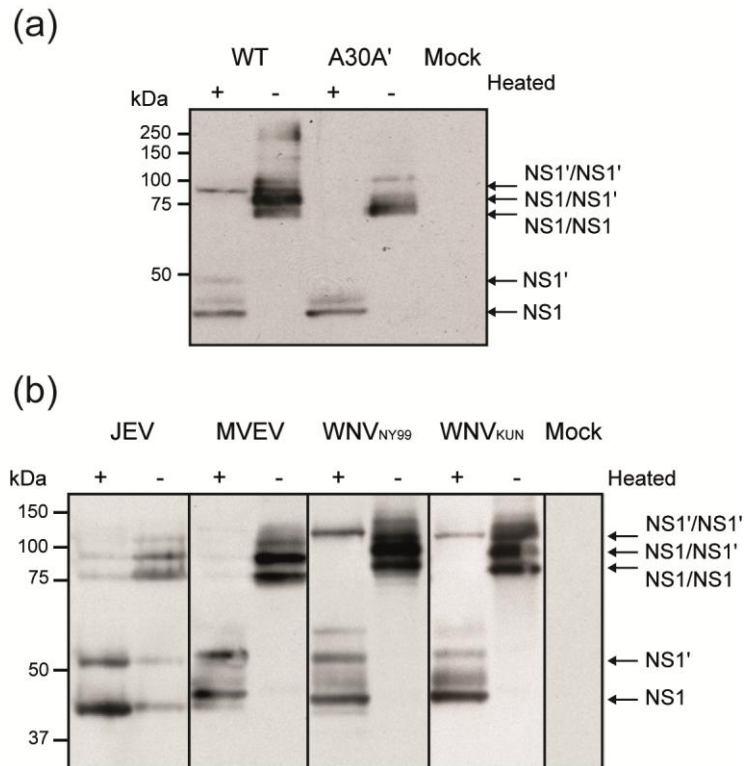 (a)
WT A30A' Mock
+ - + - Heated
kDa
250
150
100
75
50
NS1'/NS1'
NS1/NS1'
NS1/NS1
NS1'
NS1
(b)
JEV MVEV WNVNY99 WNVKUN Mock
kDa + - + - + - + - Heated
150
100
75
50
37
NS1'/NS1'
NS1/NS1'
NS1/NS1
NS1'
NS1